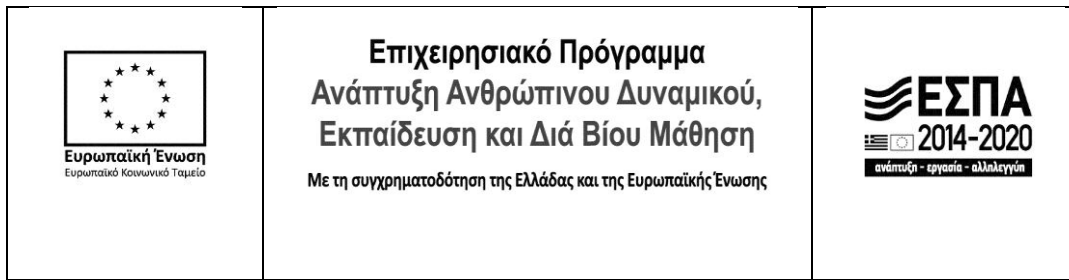 Ευρωπαϊκή Ένωση
Ευρωπαϊκό Κοινωνικό Ταμείο
Επιχειρησιακό Πρόγραμμα
Ανάπτυξη Ανθρώπινου Δυναμικού,
Εκπαίδευση και Διά Βίου Μάθηση
Με τη συγχρηματοδότηση της Ελλάδας και της Ευρωπαϊκής Ένωσης
ΕΣΠΑ
2014-2020
ανάπτυξη - εργασία - αλληλεγγύη